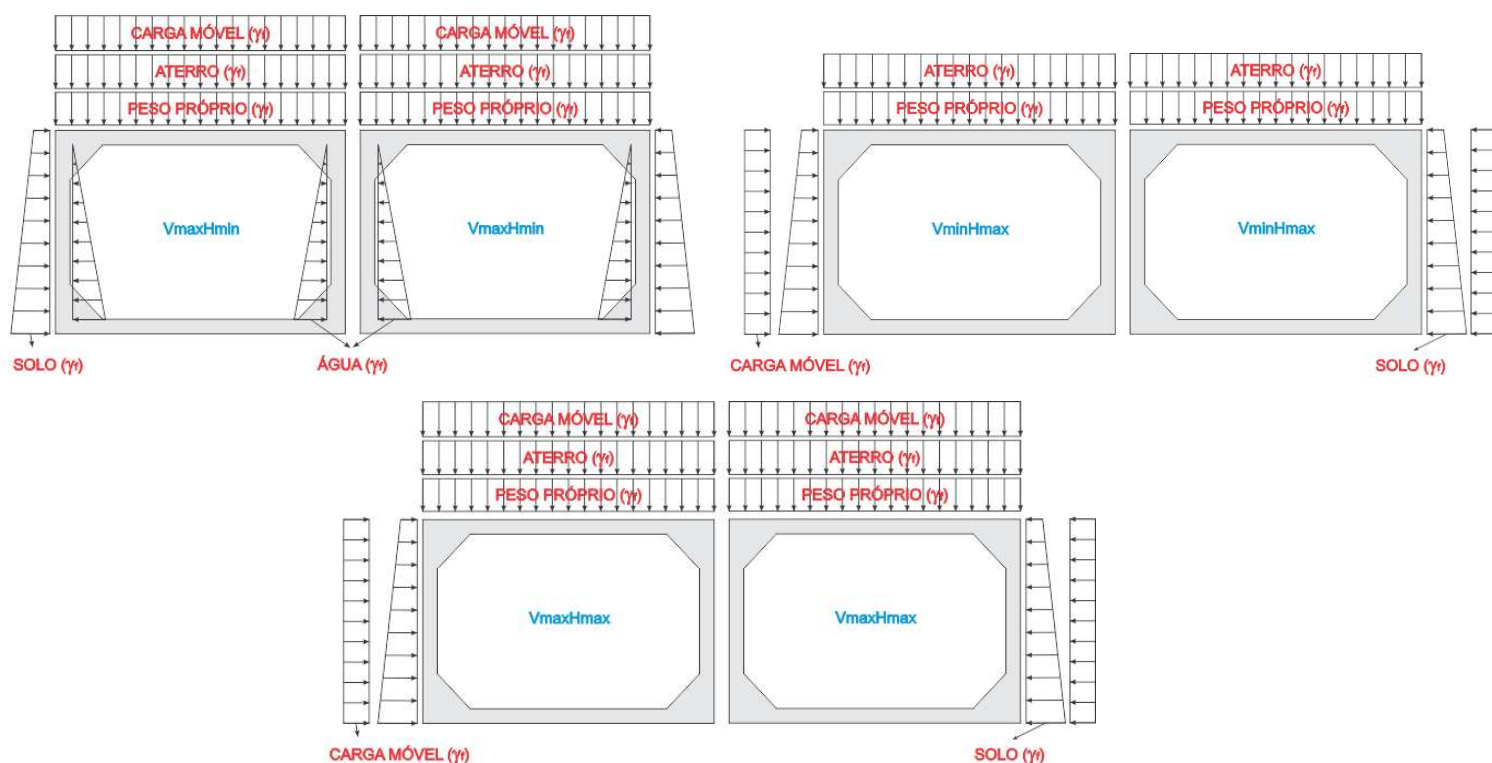 CARGA MÓVEL (γf)
CARGA MÓVEL (γf)
ATERRO (γf)
ATERRO (γf)
PESO PRÓPRIO (γf)
PESO PRÓPRIO (γf)
VmaxHmin
VmaxHmin
SOLO (γf)
ÁGUA (γf)
ATERRO (γf)
ATERRO (γf)
PESO PRÓPRIO (γf)
PESO PRÓPRIO (γf)
VminHmax
VminHmax
CARGA MÓVEL (γf)
SOLO (γf)
CARGA MÓVEL (γf)
CARGA MÓVEL (γf)
ATERRO (γf)
ATERRO (γf)
PESO PRÓPRIO (γf)
PESO PRÓPRIO (γf)
VmaxHmax
VmaxHmax
CARGA MÓVEL (γf)
SOLO (γf)